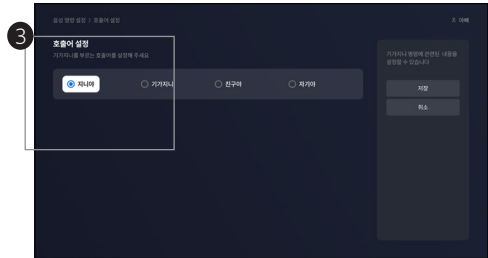 음성 명령 설정 > 호출어 설정
아빠
3
호출어 설정
기가지니를 부르는 호출어를 설정해 주세요
지니야
기가지니
친구야
자기야
기가지니 명령에 관련된 내용을
설정할 수 있습니다
저장
취소